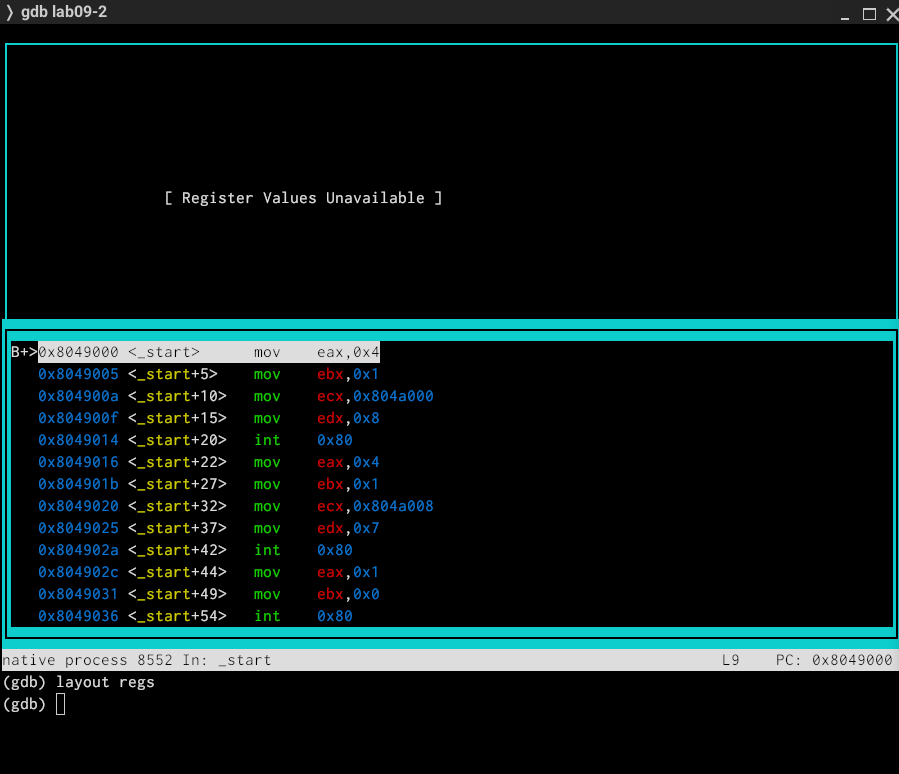 ❭ gdb lab09-2
[ Register Values Unavailable ]
B+>0x8049000 <_start> mov eax,0x4
0x8049005 <_start+5> mov ebx,0x1
0x804900a <_start+10> mov ecx,0x804a000
0x804900f <_start+15> mov edx,0x8
0x8049014 <_start+20> int 0x80
0x8049016 <_start+22> mov eax,0x4
0x804901b <_start+27> mov ebx,0x1
0x8049020 <_start+32> mov ecx,0x804a008
0x8049025 <_start+37> mov edx,0x7
0x804902a <_start+42> int 0x80
0x804902c <_start+44> mov eax,0x1
0x8049031 <_start+49> mov ebx,0x0
0x8049036 <_start+54> int 0x80
native process 8552 In: _start L9 PC: 0x8049000
(gdb) layout regs
(gdb)